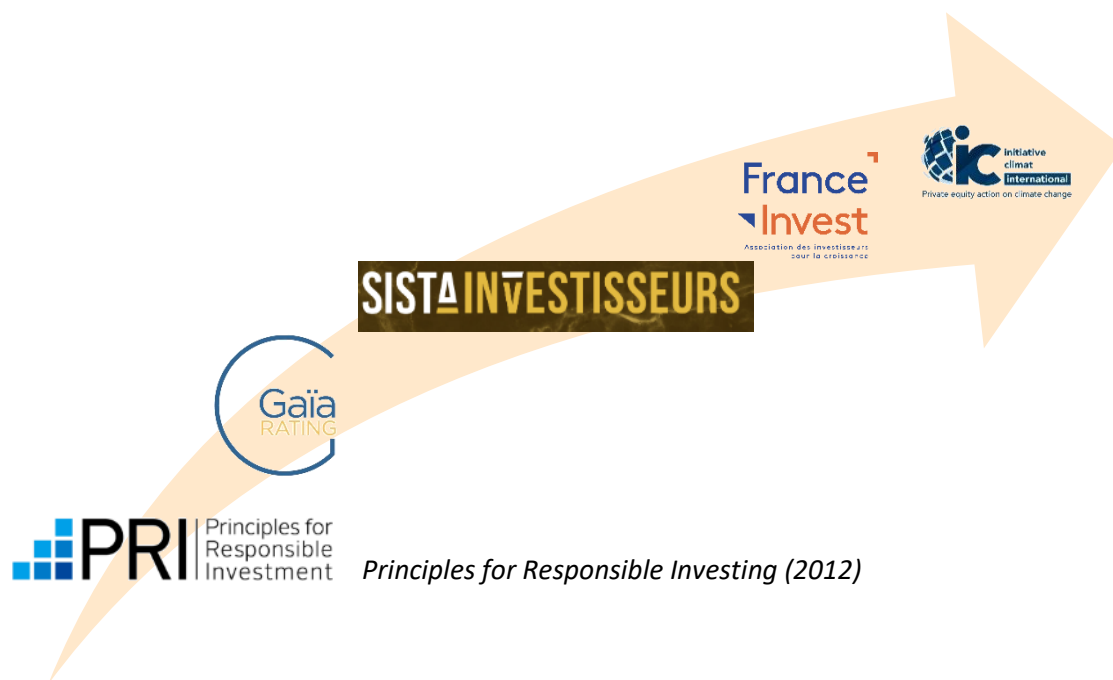 initiative
climat
international
ic
Private equity action on climate change
France
Invest
Association des investisseurs
pour la croissance
SISTA INVESTISSEURS
Gaïa
RATING
PRI
Principles for
Responsible
Investment
Principles for Responsible Investing (2012)